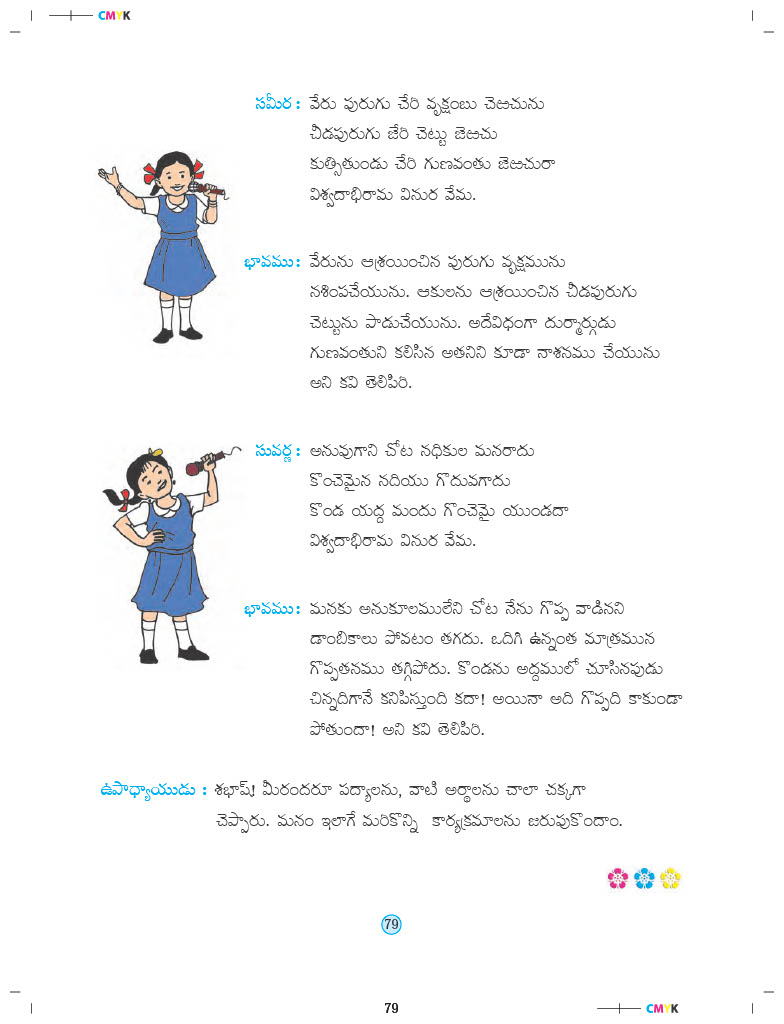 CMYK
సమీర : వేరు పురుగు చేరి వృక్షంబు చెఱచును
చీడపురుగు జేరి చెట్టు జెఱచు
కుత్సితుండు చేరి గుణవంతు జెఱచురా
విశ్వదాభిరామ వినుర వేమ.
భావము : వేరును ఆశ్రయించిన పురుగు వృక్షమును
నశింపచేయును. ఆకులను ఆశ్రయించిన చీడపురుగు
చెట్టును పాడుచేయును. అదేవిధంగా దుర్మార్గుడు
గుణవంతుని కలిసిన అతనిని కూడా నాశనము చేయును
అని కవి తెలిపిరి.
సువర్ణ : అనువుగాని చోట నధికుల మనరాదు
కొంచెమైన నదియు గొదువగాదు
కొండ యద్ద మందు గొంచెమై యుండదా
విశ్వదాభిరామ వినుర వేమ.
భావము : మనకు అనుకూలములేని చోట నేను గొప్ప వాడినని
డాంబికాలు పోవటం తగదు. ఒదిగి ఉన్నంత మాత్రమున
గొప్పతనము తగ్గిపోదు. కొండను అద్దములో చూసినపుడు
చిన్నదిగానే కనిపిస్తుంది కదా! అయినా అది గొప్పది కాకుండా
పోతుందా! అని కవి తెలిపిరి.
ఉపాధ్యాయుడు : శభాష్! మీరందరూ పద్యాలను, వాటి అర్థాలను చాలా చక్కగా
చెప్పారు. మనం ఇలాగే మరికొన్ని కార్యక్రమాలను జరుపుకొందాం.
79
79
CMYK